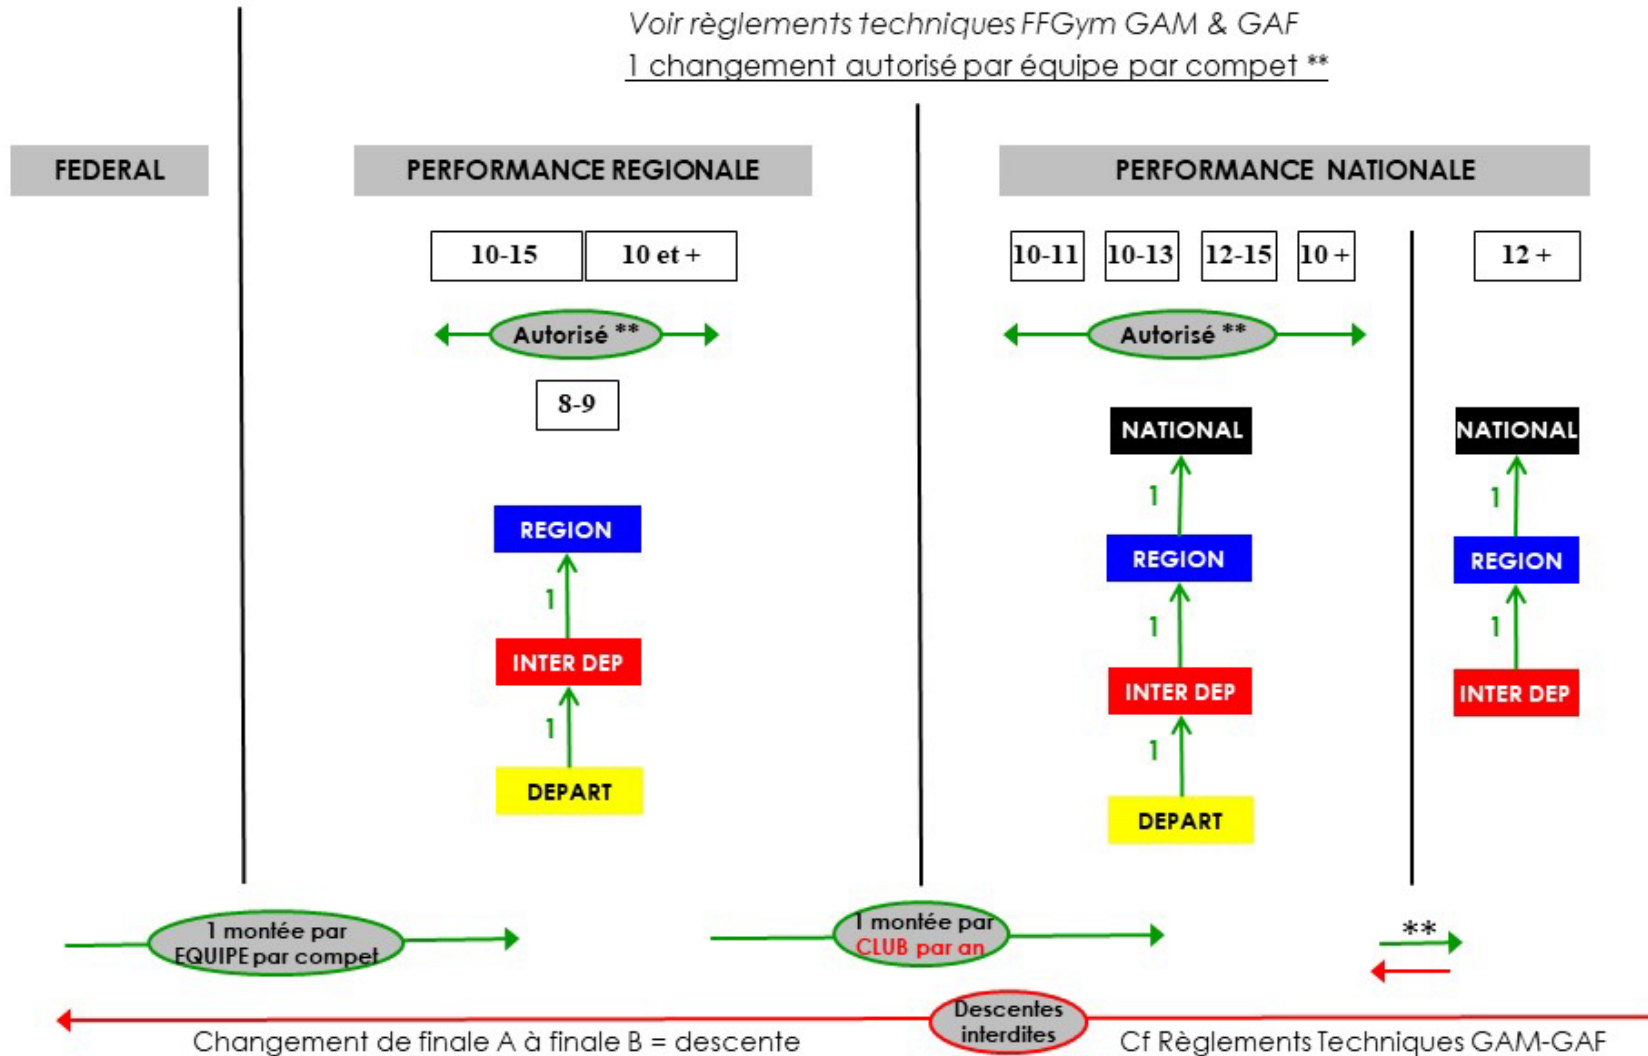 Voir règlements techniques FFGym GAM & GAF
1 changement autorisé par équipe par compet **
FEDERAL
PERFORMANCE REGIONALE
PERFORMANCE NATIONALE
10-15
10 et +
10-11
10-13
12-15
10 +
12 +
Autorisé **
Autorisé **
8-9
NATIONAL
NATIONAL
1
1
REGION
REGION
REGION
1
1
1
INTER DEP
INTER DEP
INTER DEP
1
1
DEPART
DEPART
1 montée par
EQUIPE par compet
1 montée par
CLUB par an
**
Descentes
interdites
Changement de finale A à finale B = descente
Cf Règlements Techniques GAM-GAF